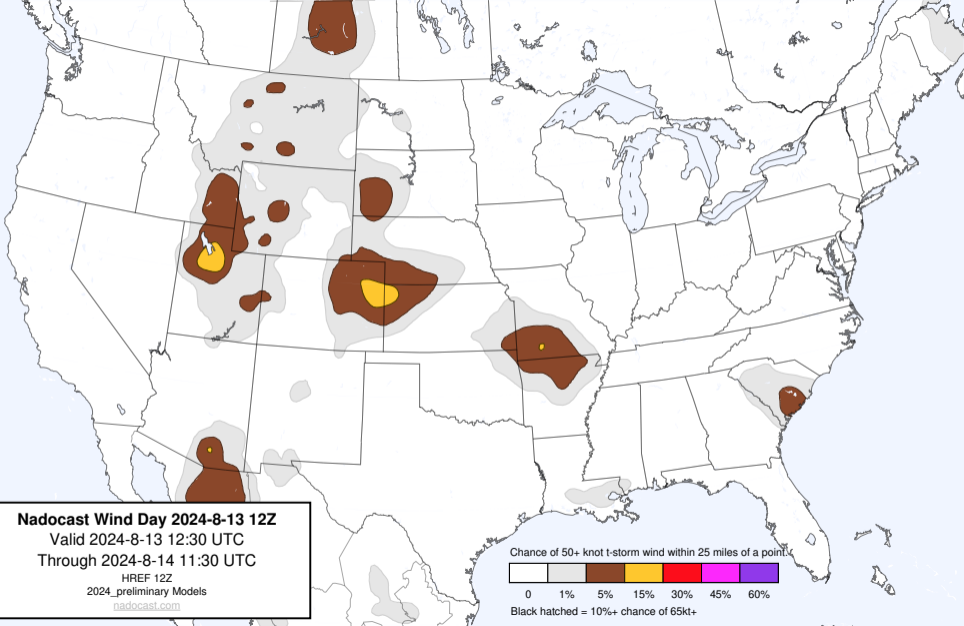 Nadocast Wind Day 2024-8-13 12Z
Valid 2024-8-13 12:30 UTC
Through 2024-8-14 11:30 UTC
HREF 12Z
2024_preliminary Models
nadocast.com
Chance of 50+ knot t-storm wind within 25 miles of a point.
0 1% 5% 15% 30% 45% 60%
Black hatched = 10%+ chance of 65kt+